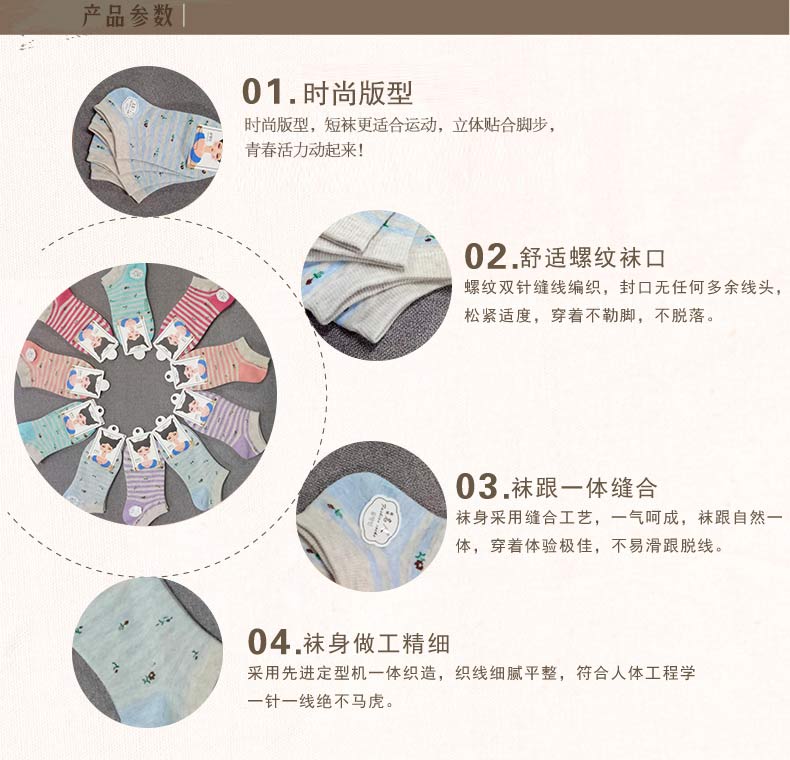 产品参数
01.时尚版型
时尚版型，短袜更适合运动，立体贴合脚步，
青春活力动起来！
02.舒适螺纹袜口
螺纹双针缝线编织，封口无任何多余线头，
松紧适度，穿着不勒脚，不脱落。
03.袜跟一体缝合
袜身采用缝合工艺，一气呵成，袜跟自然一
体，穿着体验极佳，不易滑跟脱线。
04.袜身做工精细
采用先进定型机一体织造，织线细腻平整，符合人体工程学
一针一线绝不马虎。